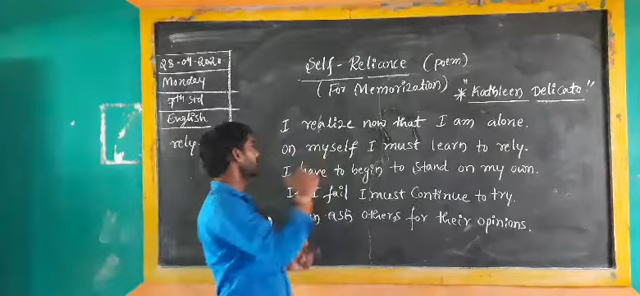 28-09-2020
Monday
9th Std
English
rely
Self-Reliance (poem)
(For Memorization)
* "Kathleen Delicato"
I realize now that I am alone.
On myself I must learn to rely.
I have to begin to stand on my own.
I fail I must Continue to try.
ask others for their opinions.